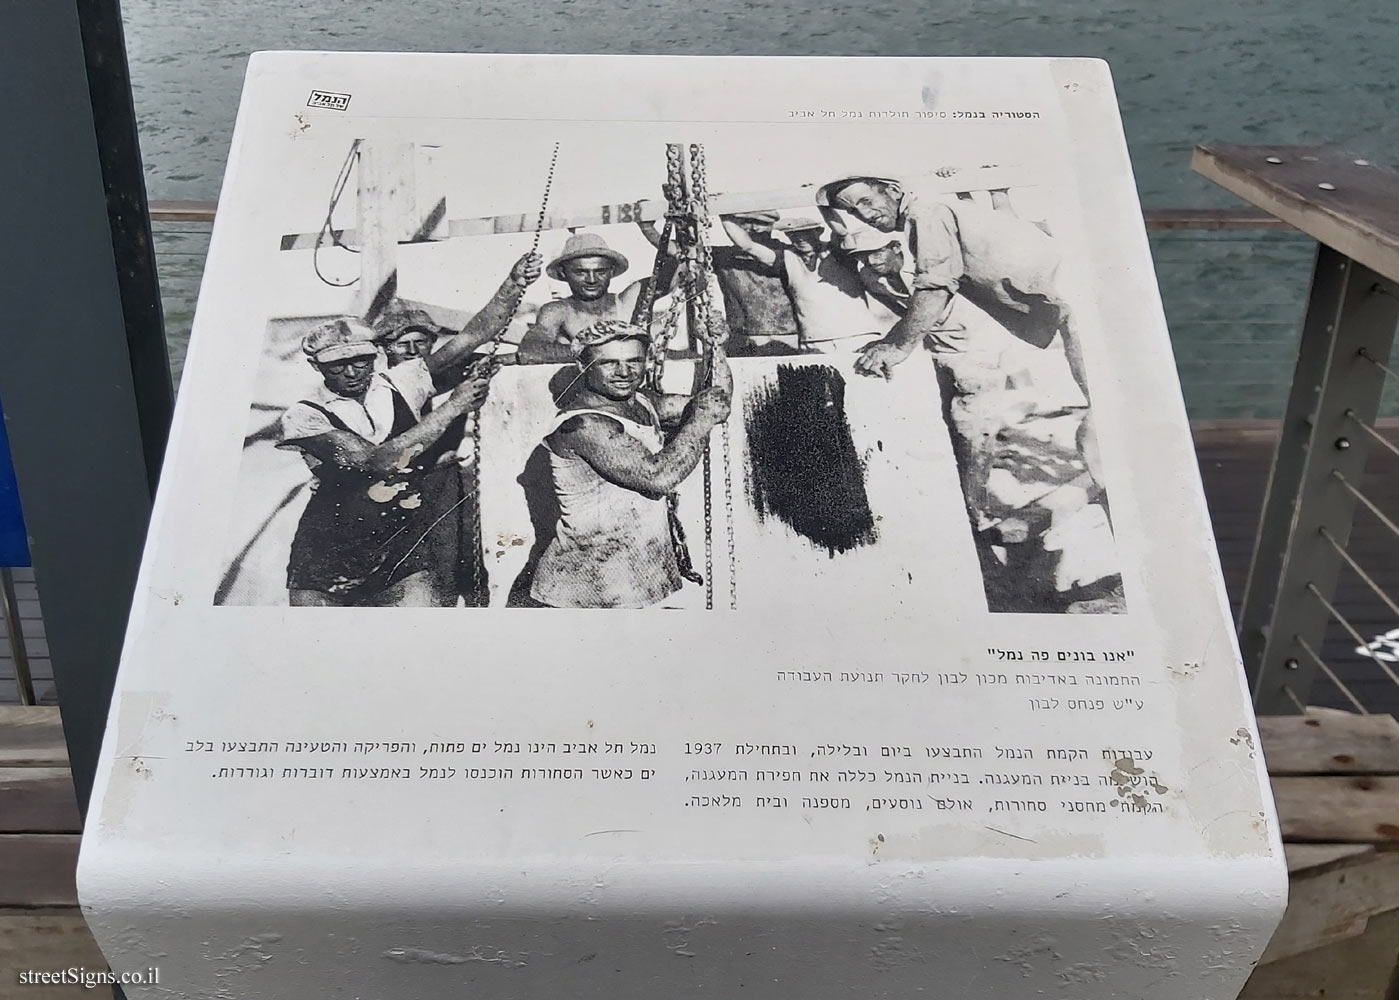 הנמל
של תל אביב
הסטוריה בנמל: סיפור תולדות נמל תל אביב
"אנו בונים פה נמל"
התמונה באדיבות מכון לבון לחקר תנועת העבודה
ע"ש פנחס לבון
עבודות הקמת הנמל התבצעו ביום ובלילה, ובתחילת 1937
הושלמה בניית המעגנה. בניית הנמל כללה את חפירת המעגנה,
הקמת מחסני סחורות, אולם נוסעים, מספנה ובית מלאכה.
נמל תל אביב הינו נמל ים פתוח, והפריקה והטעינה התבצעו בלב
ים כאשר הסחורות הוכנסו לנמל באמצעות דוברות וגוררות.
streetSigns.co.il